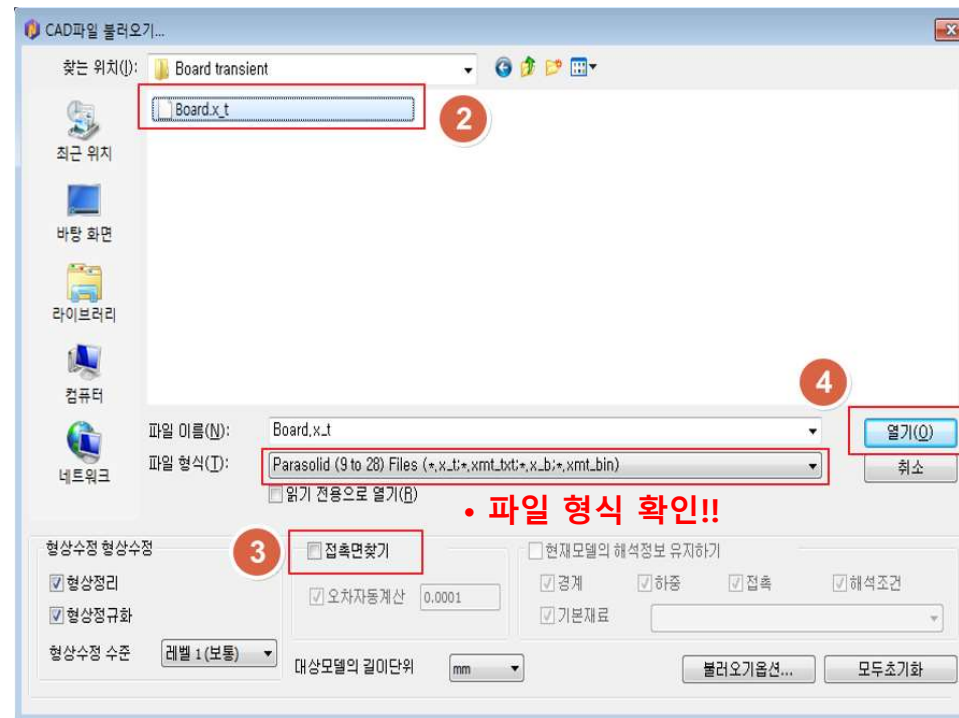 CAD파일 불러오기...
찾는 위치(I):
Board transient
Board.x_t
2
최근 위치
바탕 화면
라이브러리
컴퓨터
네트워크
4
파일 이름(N):
Board.x_t
열기(O)
파일 형식(T):
Parasolid (9 to 28) Files (*.x_t;*.xmt_txt;*.x_b;*.xmt_bin)
취소
읽기 전용으로 열기(R)
• 파일 형식 확인!!
형상수정 형상수정
3
접촉면찾기
현재모델의 해석정보 유지하기
형상정리
오차자동계산
0.0001
경계
하중
접촉
해석조건
형상정규화
기본재료
형상수정 수준
레벨 1 (보통)
대상모델의 길이단위
mm
불러오기옵션...
모두초기화